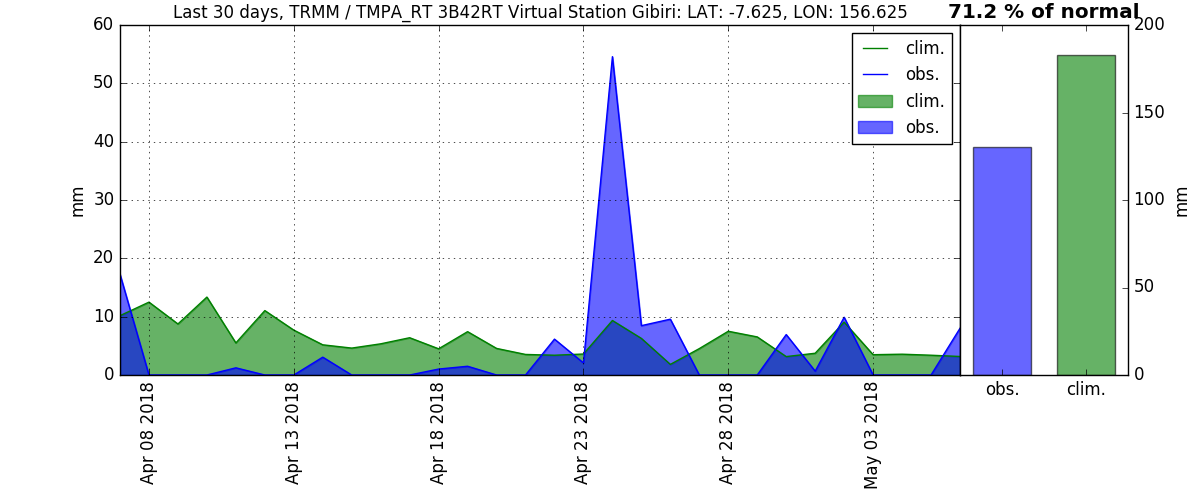 Last 30 days, TRMM / TMPA_RT 3B42RT Virtual Station Gibiri: LAT: -7.625, LON: 156.625
71.2 % of normal
60
50
40
30
20
10
0
mm
clim.
obs.
clim.
obs.
Apr 08 2018
Apr 13 2018
Apr 18 2018
Apr 23 2018
Apr 28 2018
May 03 2018
obs.
clim.
200
150
100
50
0
mm